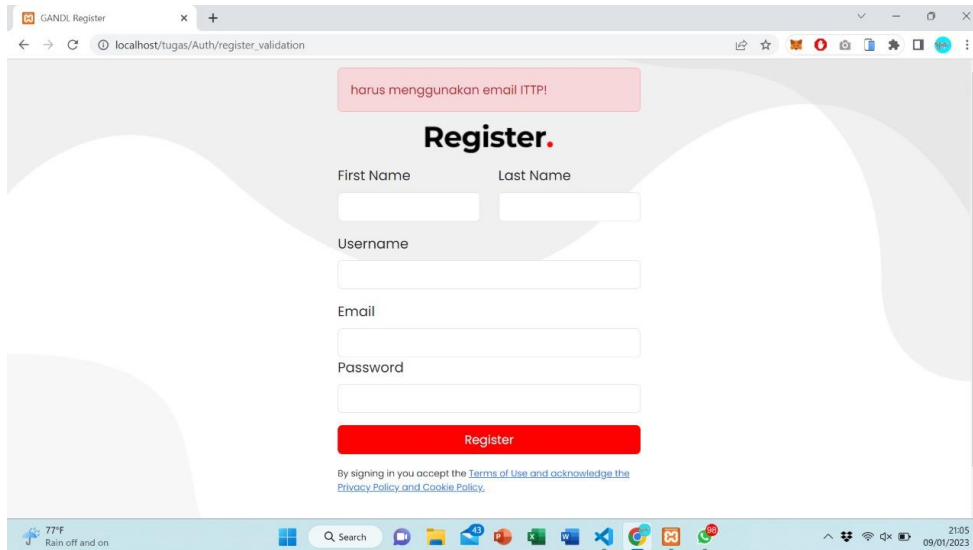 GANDL Register
localhost/tugas/Auth/register_validation
harus menggunakan email ITTP!
Register.
First Name Last Name
Username
Email
Password
Register
By signing in you accept the Terms of Use and acknowledge the
Privacy Policy and Cookie Policy.
77°F
Rain off and on
Search
43
98
21:05
09/01/2023